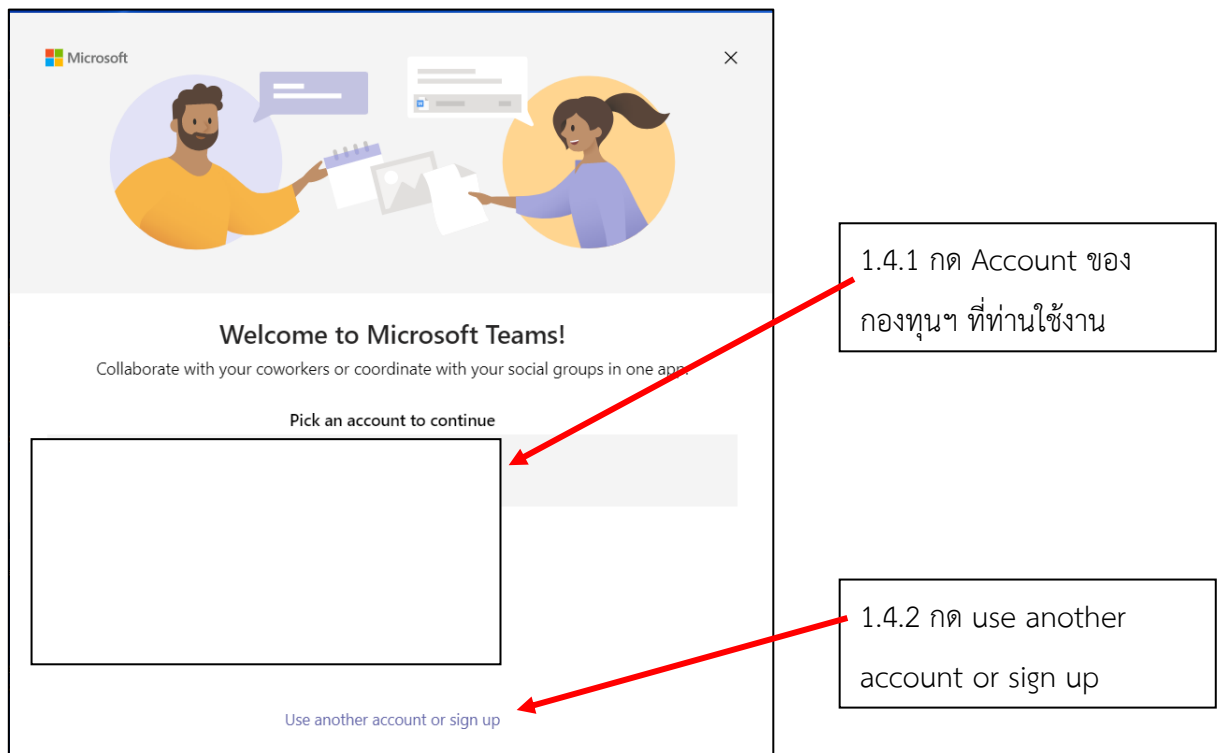 Microsoft
Welcome to Microsoft Teams!
Collaborate with your coworkers or coordinate with your social groups in one app.
Pick an account to continue
Use another account or sign up
1.4.1 กด Account ของ
กองทุนฯ ที่ท่านใช้งาน
1.4.2 กด use another
account or sign up